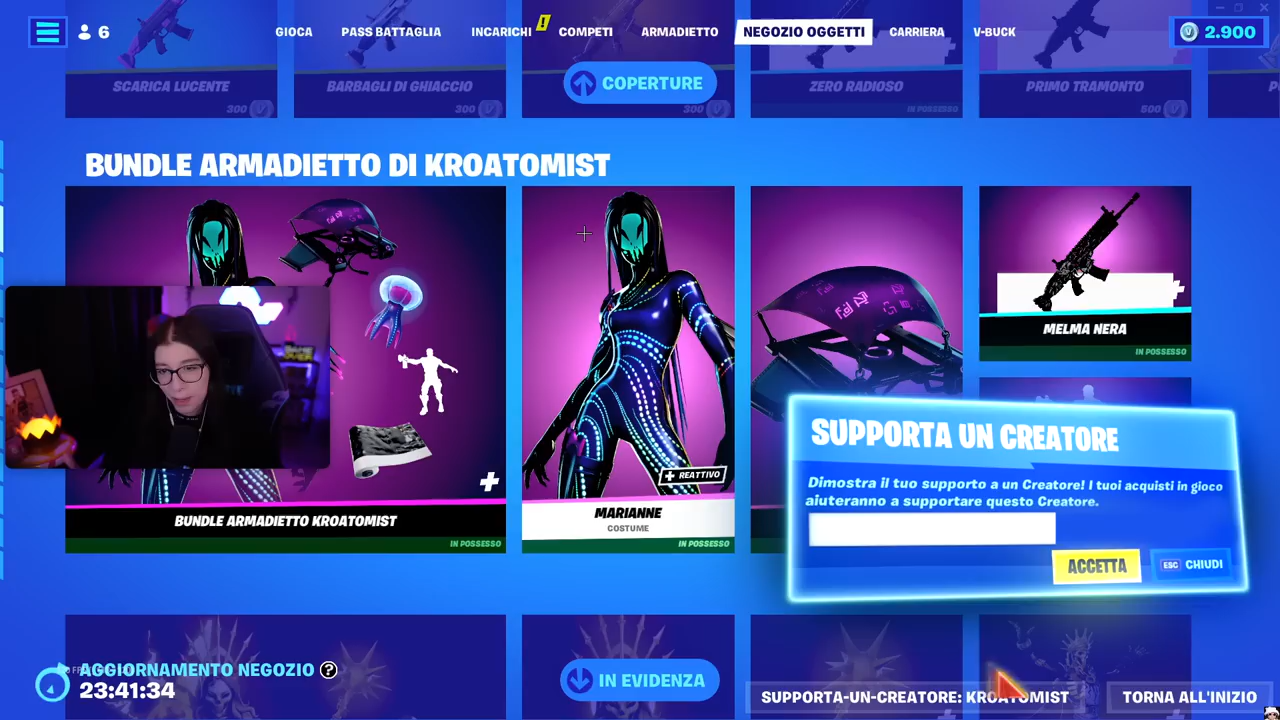 6
GIOCA
PASS BATTAGLIA
INCARICHI
COMPETI
ARMADIETTO
NEGOZIO OGGETTI
CARRIERA
V-BUCK
2.900
SCARICA LUCENTE
300
BARBAGLI DI GHIACCIO
300
COPERTURE
300
ZERO RADIOSO
IN POSSESSO
PRIMO TRAMONTO
500
BUNDLE ARMADIETTO DI KROATOMIST
BUNDLE ARMADIETTO KROATOMIST
IN POSSESSO
+ REATTIVO
MARIANNE
COSTUME
IN POSSESSO
MELMA NERA
IN POSSESSO
SUPPORTA UN CREATORE
Dimostra il tuo supporto a un Creatore! I tuoi acquisti in gioco
aiuteranno a supportare questo Creatore.
ACCETTA
ESC CHIUDI
AGGIORNAMENTO NEGOZIO ?
23:41:34
IN EVIDENZA
SUPPORTA-UN-CREATORE: KROATOMIST
TORNA ALL'INIZIO